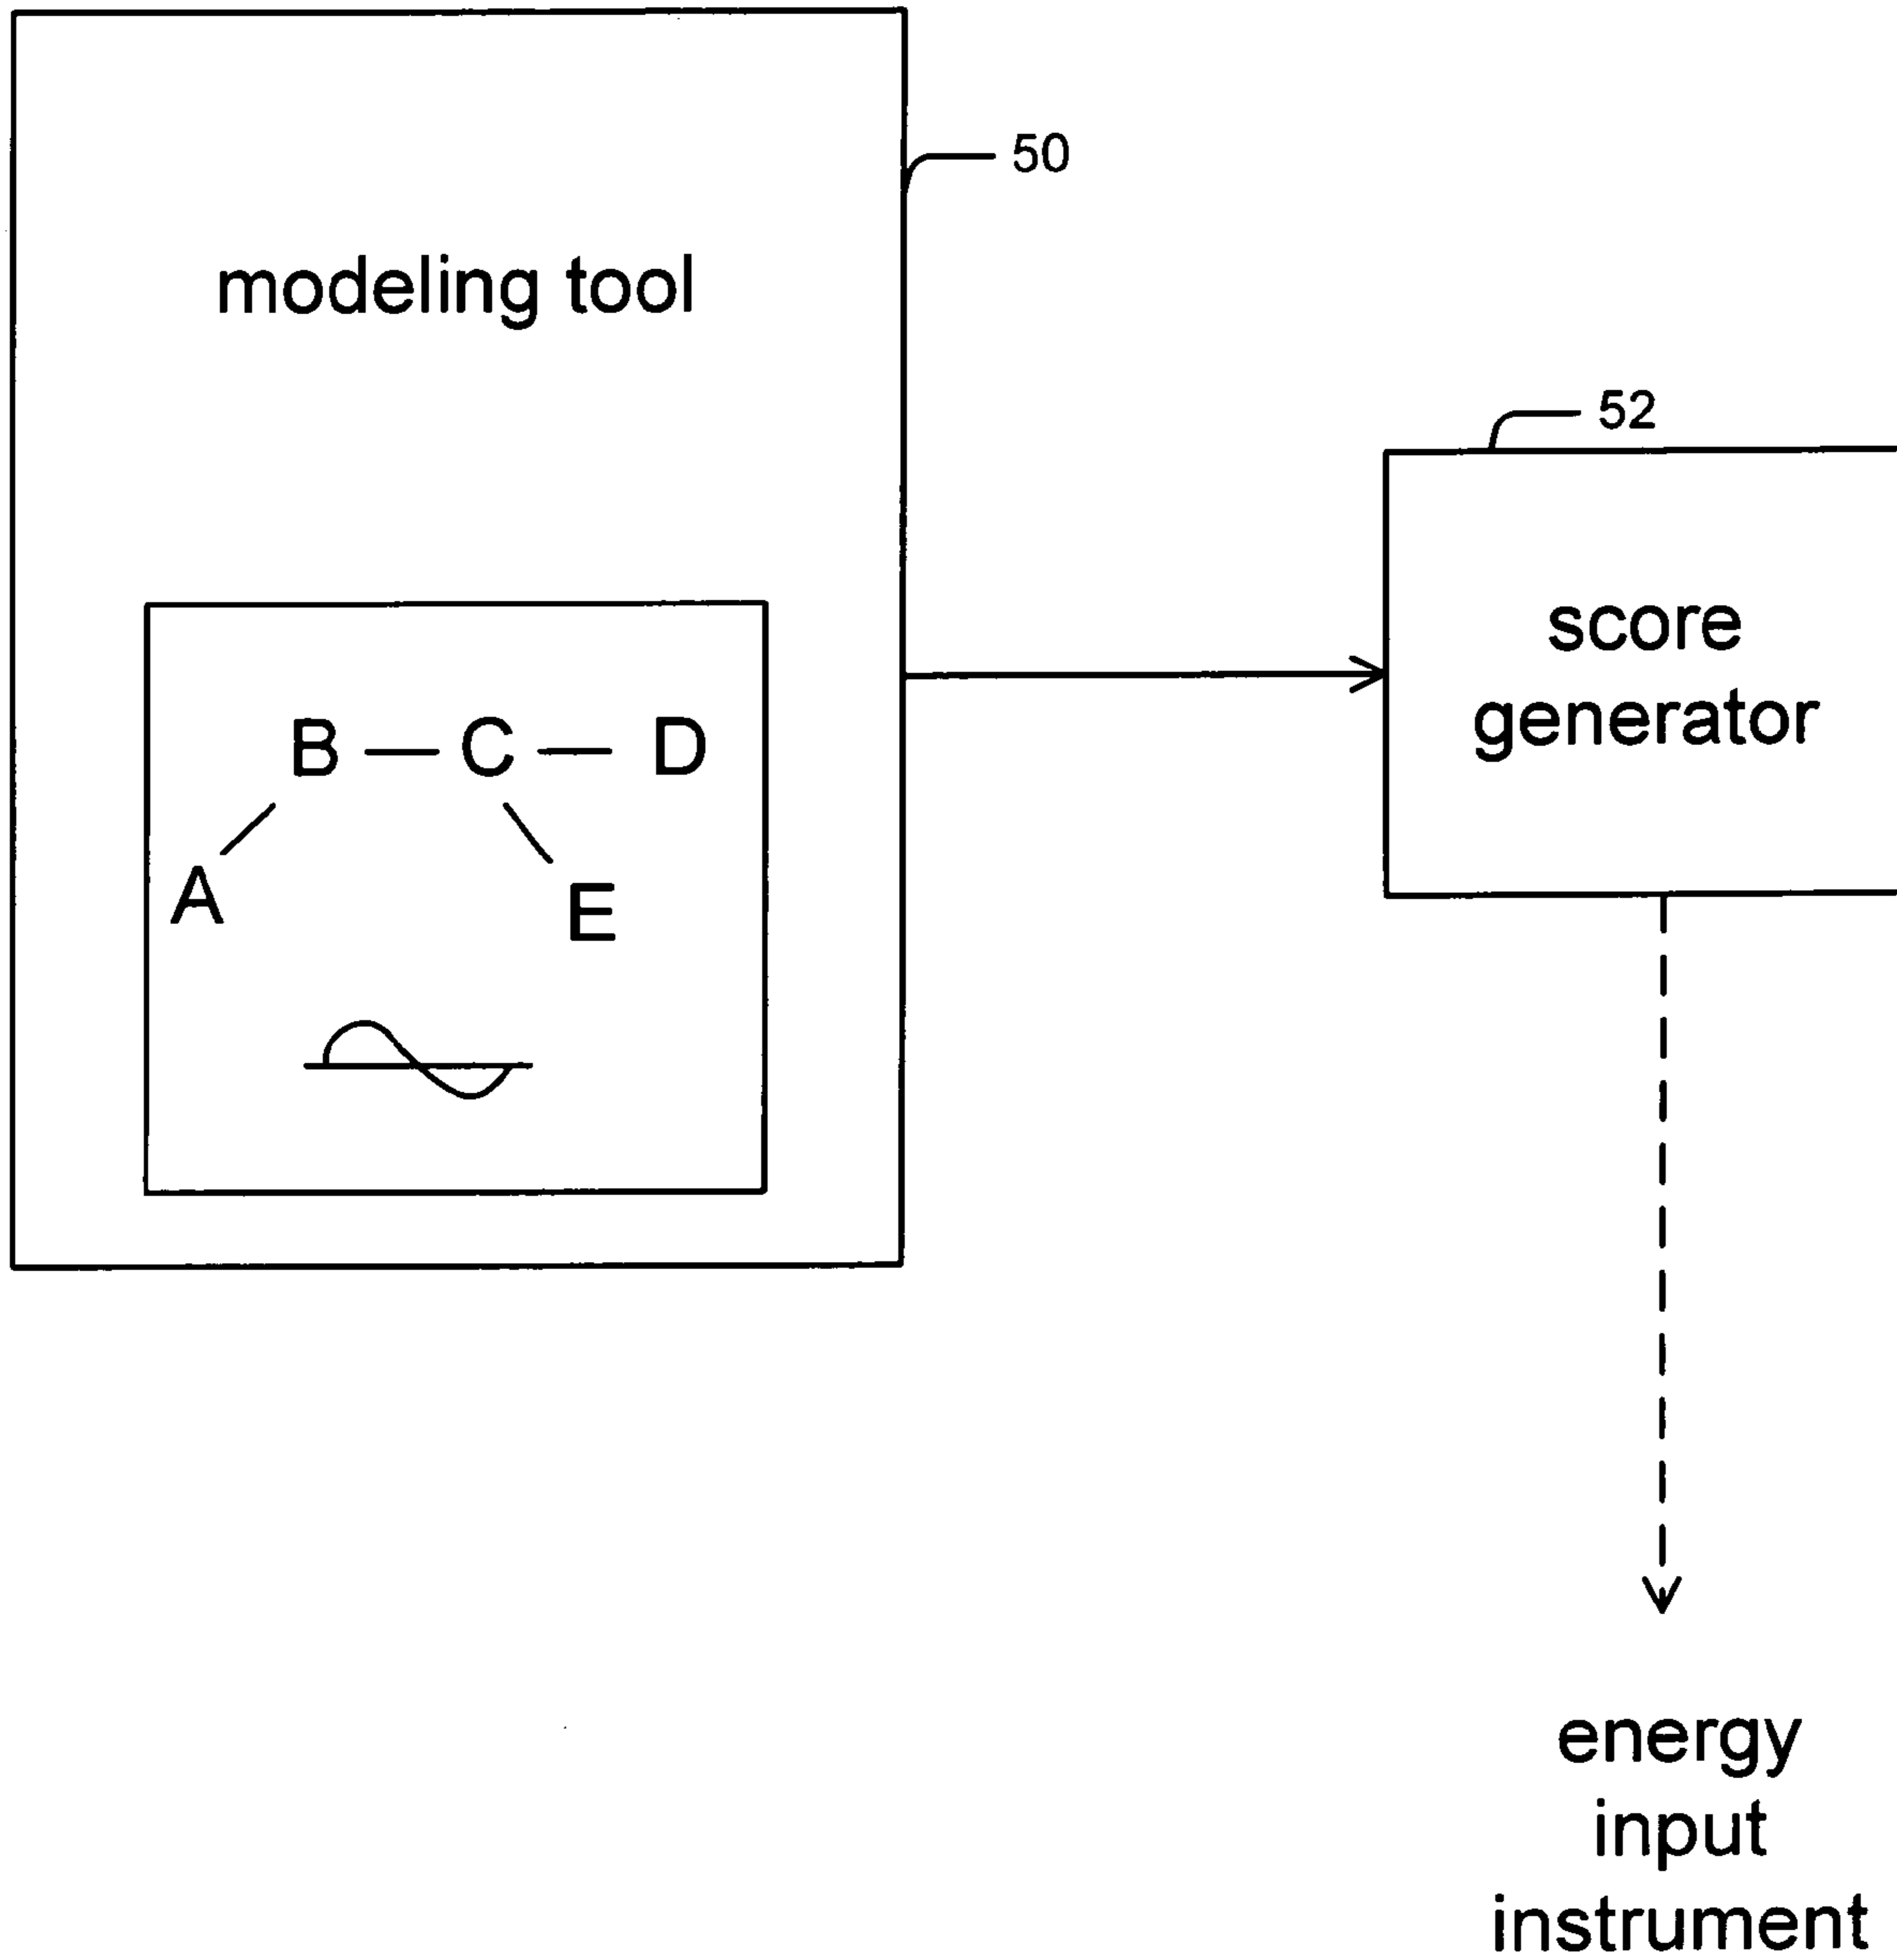 50
modeling tool
52
score
generator
B — C — D
A
E
energy
input
instrument